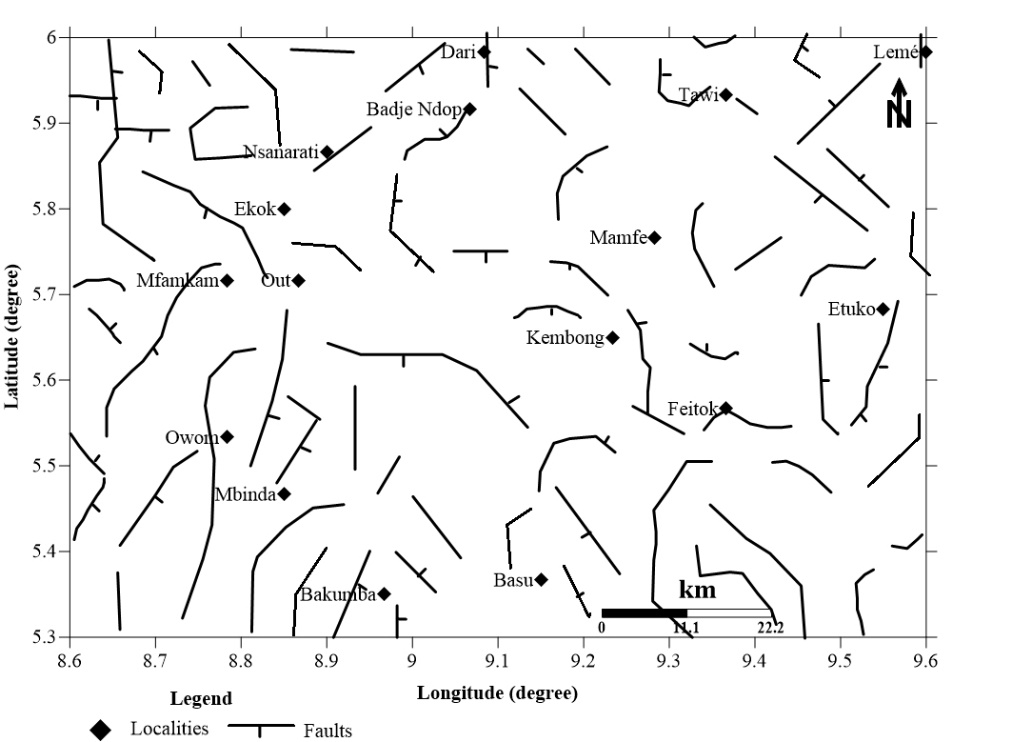 6
5.9
5.8
5.7
5.6
5.5
5.4
5.3
Latitude (degree)
Dari
Lemé
Tawi
Badje Ndop
N
Nsanarati
Ekok
Mamfe
Mfamkam
Out
Etuko
Kembong
Feitok
Owom
Mbinda
Basu
Bakumba
km
0 11.1 22.2
8.6 8.7 8.8 8.9 9 9.1 9.2 9.3 9.4 9.5 9.6
Longitude (degree)
Legend
Localities Faults